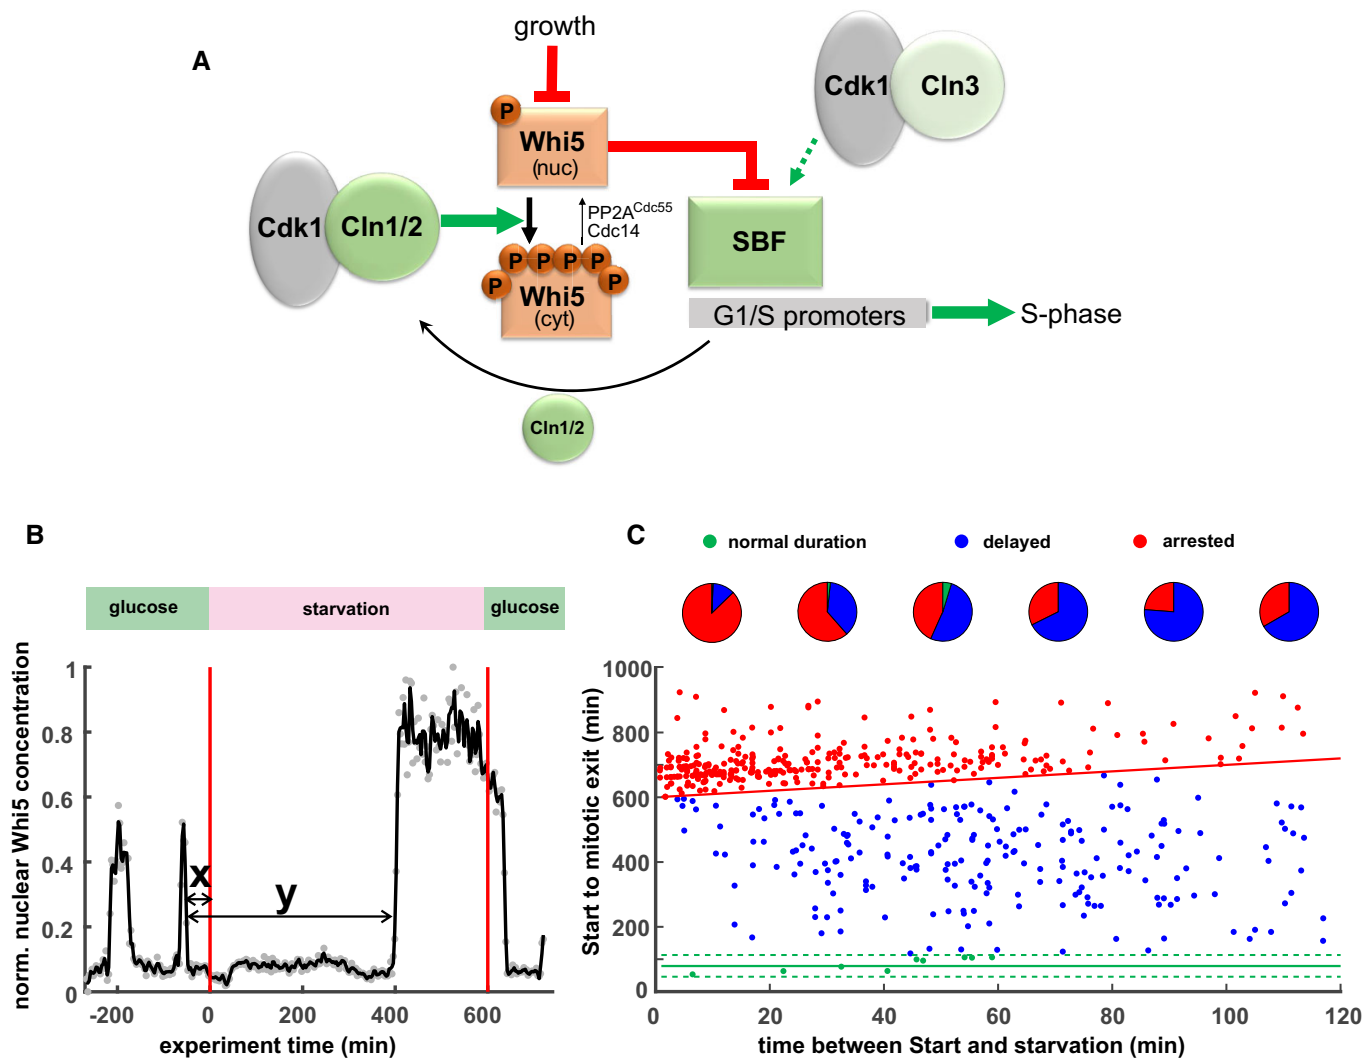 A
growth
Cdk1
Cln3
P
Whi5
(nuc)
Cdk1
Cln1/2
PP2A^Cdc55
Cdc14
SBF
P P P P
P P
Whi5
(cyt)
G1/S promoters
S-phase
Cln1/2
B
glucose
starvation
glucose
norm. nuclear Whi5 concentration
1
0.8
0.6
0.4
0.2
0
x
y
-200
0
200
400
600
experiment time (min)
C
normal duration
delayed
arrested
Start to mitotic exit (min)
1000
800
600
400
200
0
0
20
40
60
80
100
120
time between Start and starvation (min)